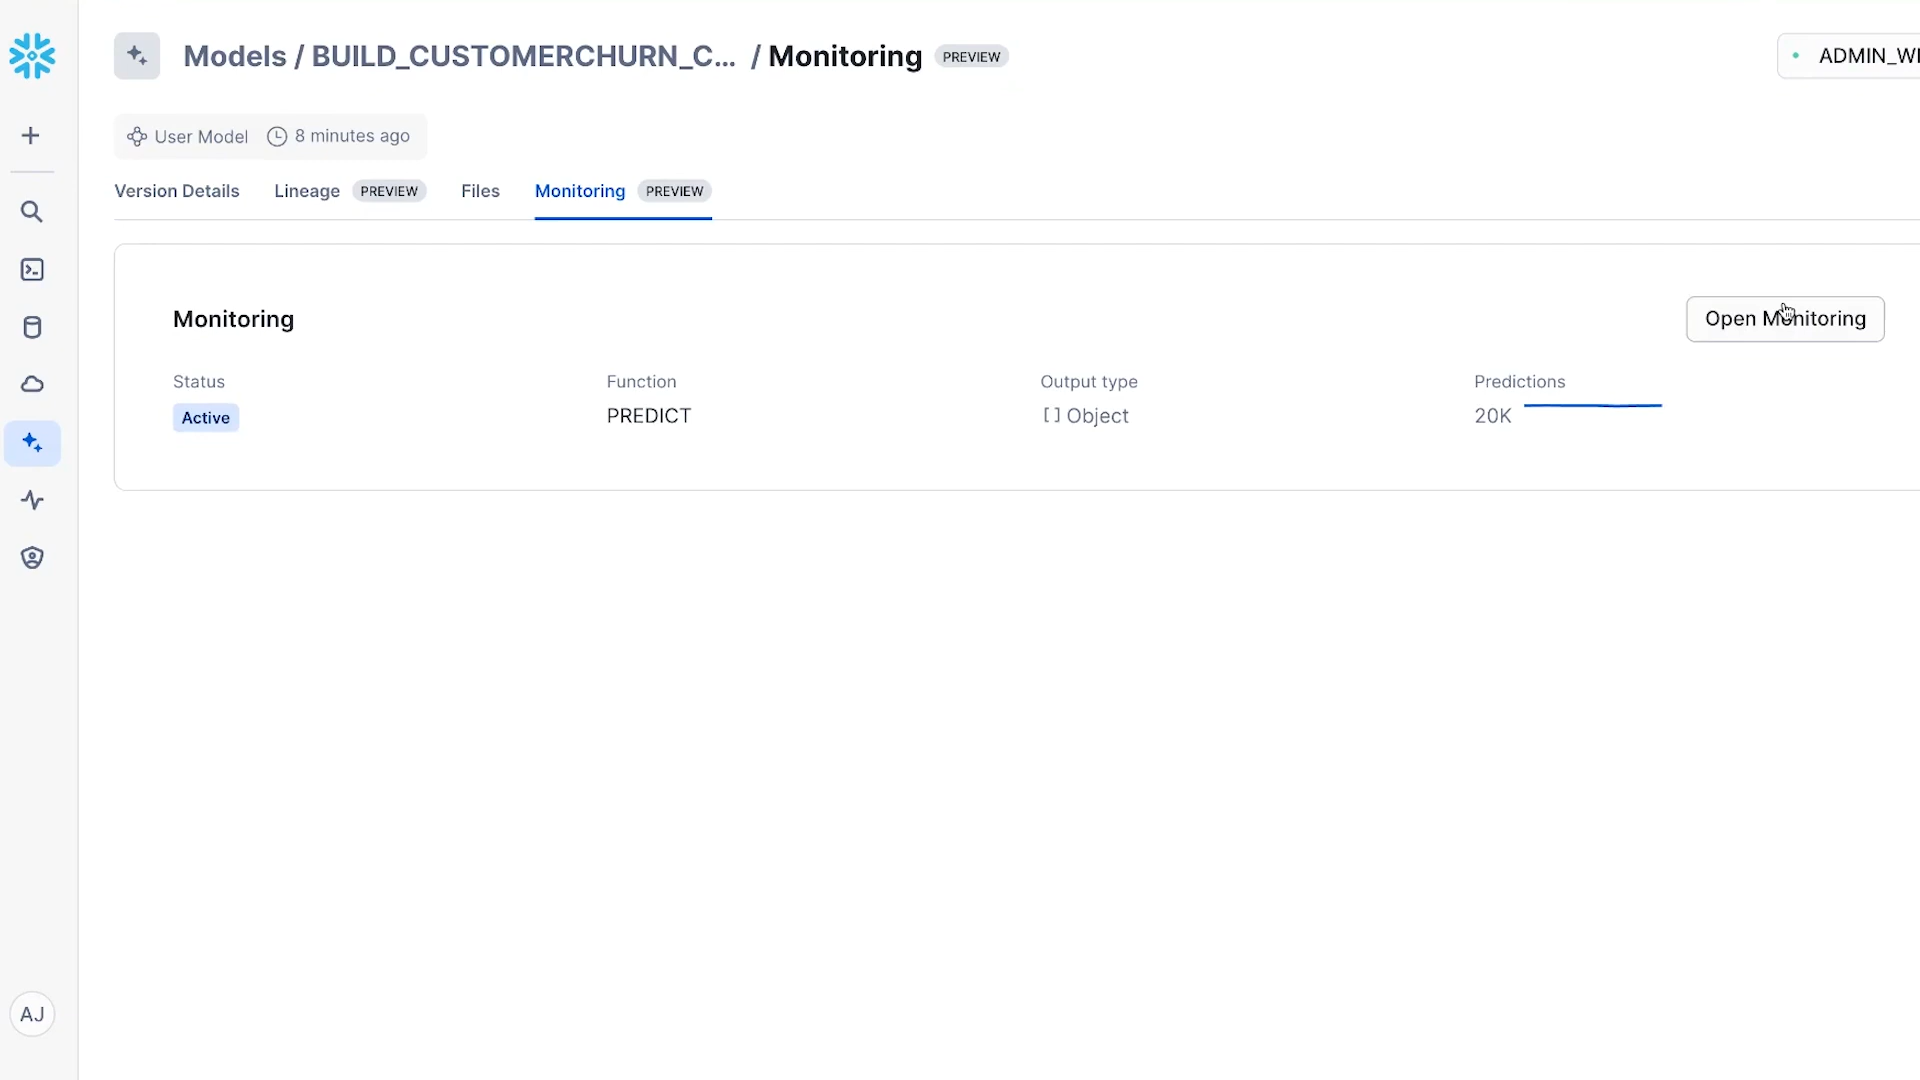 Models / BUILD_CUSTOMERCHURN_C... / Monitoring PREVIEW
ADMIN_WH
User Model 8 minutes ago
Version Details Lineage PREVIEW Files Monitoring PREVIEW
Monitoring
Open Monitoring
Status Function Output type Predictions
Active PREDICT [ ] Object 20K
AJ